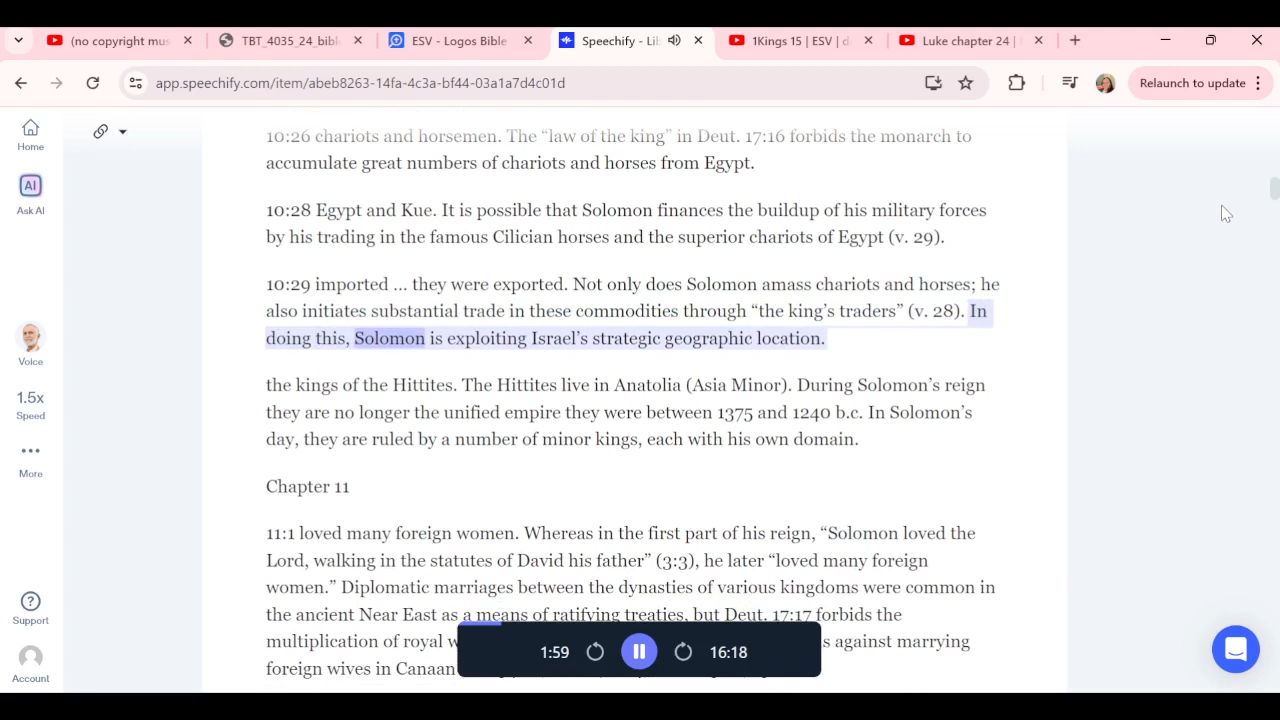 (no copyright mus
TBT_4035_24_bibl
ESV - Logos Bible
Speechify - Lib
1Kings 15 | ESV | d
Luke chapter 24 |
app.speechify.com/item/abeb8263-14fa-4c3a-bf44-03a1a7d4c01d
Relaunch to update
Home
AI
Ask AI
Voice
1.5x
Speed
More
Support
Account
10:26 chariots and horsemen. The “law of the king” in Deut. 17:16 forbids the monarch to
accumulate great numbers of chariots and horses from Egypt.
10:28 Egypt and Kue. It is possible that Solomon finances the buildup of his military forces
by his trading in the famous Cilician horses and the superior chariots of Egypt (v. 29).
10:29 imported ... they were exported. Not only does Solomon amass chariots and horses; he
also initiates substantial trade in these commodities through “the king’s traders” (v. 28). In
doing this, Solomon is exploiting Israel’s strategic geographic location.
the kings of the Hittites. The Hittites live in Anatolia (Asia Minor). During Solomon’s reign
they are no longer the unified empire they were between 1375 and 1240 b.c. In Solomon’s
day, they are ruled by a number of minor kings, each with his own domain.
Chapter 11
11:1 loved many foreign women. Whereas in the first part of his reign, “Solomon loved the
Lord, walking in the statutes of David his father” (3:3), he later “loved many foreign
women.” Diplomatic marriages between the dynasties of various kingdoms were common in
the ancient Near East as a means of ratifying treaties, but Deut. 17:17 forbids the
multiplication of royal w s against marrying
foreign wives in Canaan
1:59
16:18